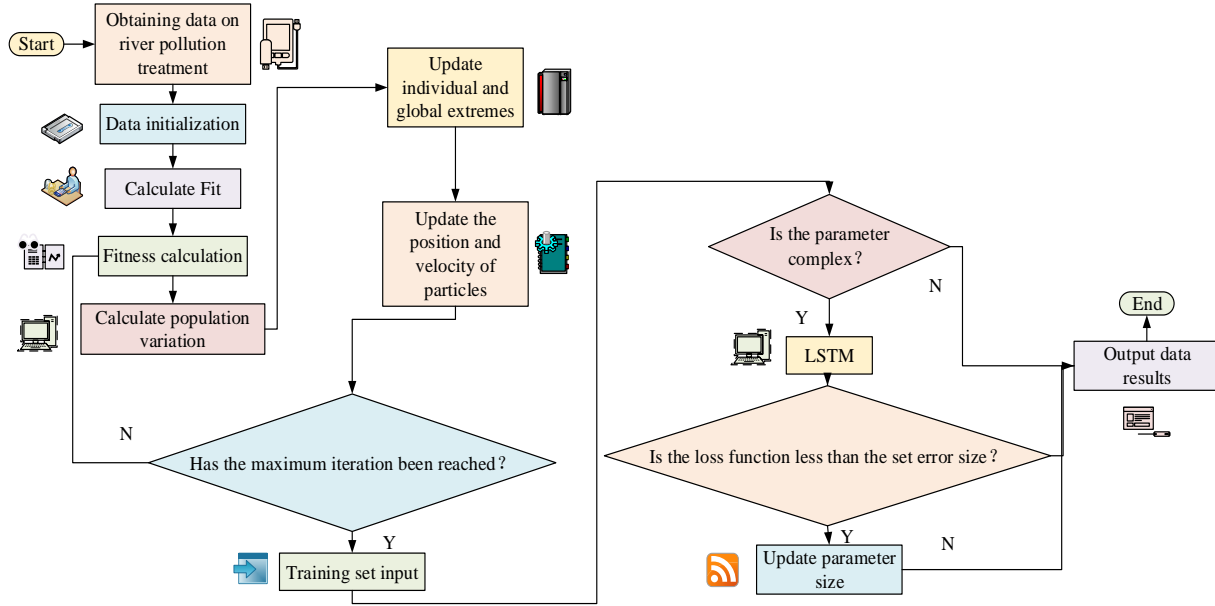 Start
Obtaining data on
river pollution
treatment
Data initialization
Calculate Fit
Fitness calculation
Calculate population
variation
Update
individual and
global extremes
Update the
position and
velocity of
particles
N
Has the maximum iteration been reached?
Y
Training set input
Is the parameter
complex?
N
Y
LSTM
Is the loss function less than the set error size?
Y
N
Update parameter
size
End
Output data
results